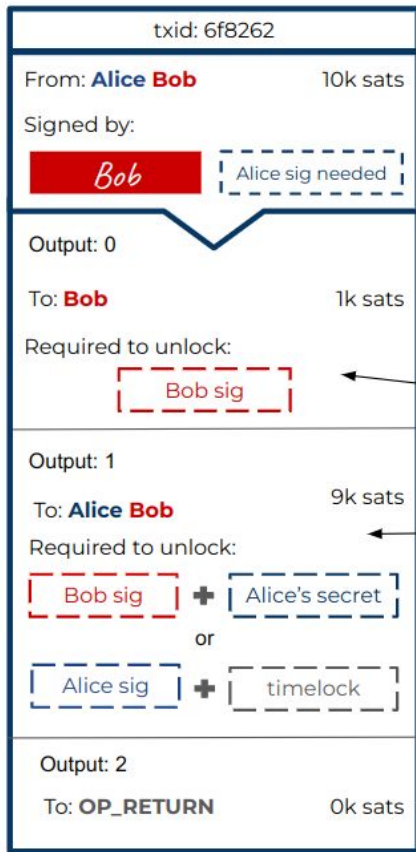 txid: 6f8262
From: Alice Bob 10k sats
Signed by:
Bob Alice sig needed
Output: 0
To: Bob 1k sats
Required to unlock:
Bob sig
Output: 1
To: Alice Bob 9k sats
Required to unlock:
Bob sig + Alice's secret
or
Alice sig + timelock
Output: 2
To: OP_RETURN 0k sats